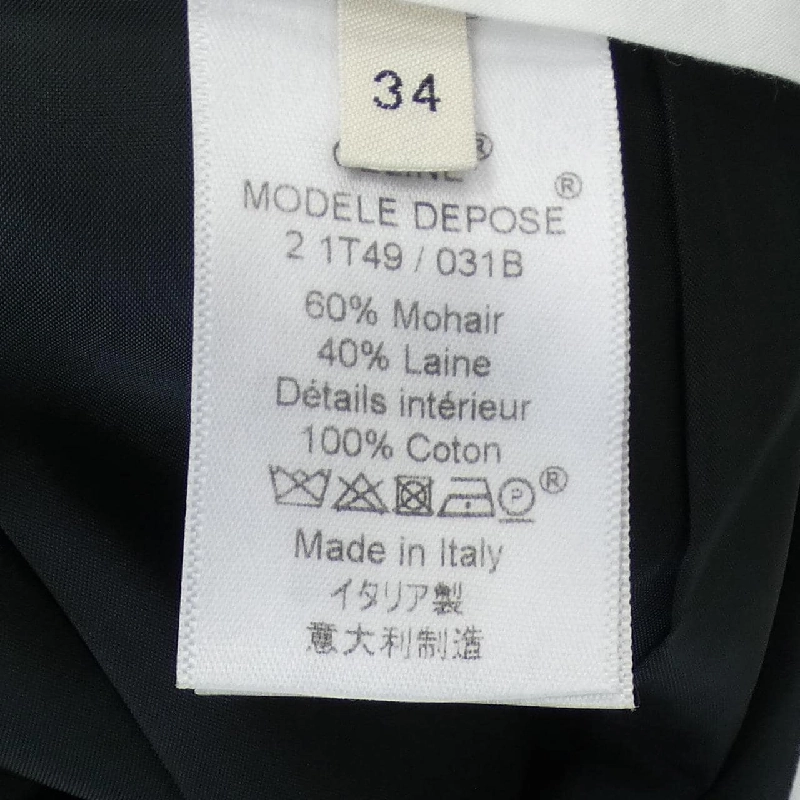 34
®
MODELE DEPOSE ®
2 1T49 / 031B
60% Mohair
40% Laine
Détails intérieur
100% Coton
P ®
Made in Italy
イタリア製
意大利制造